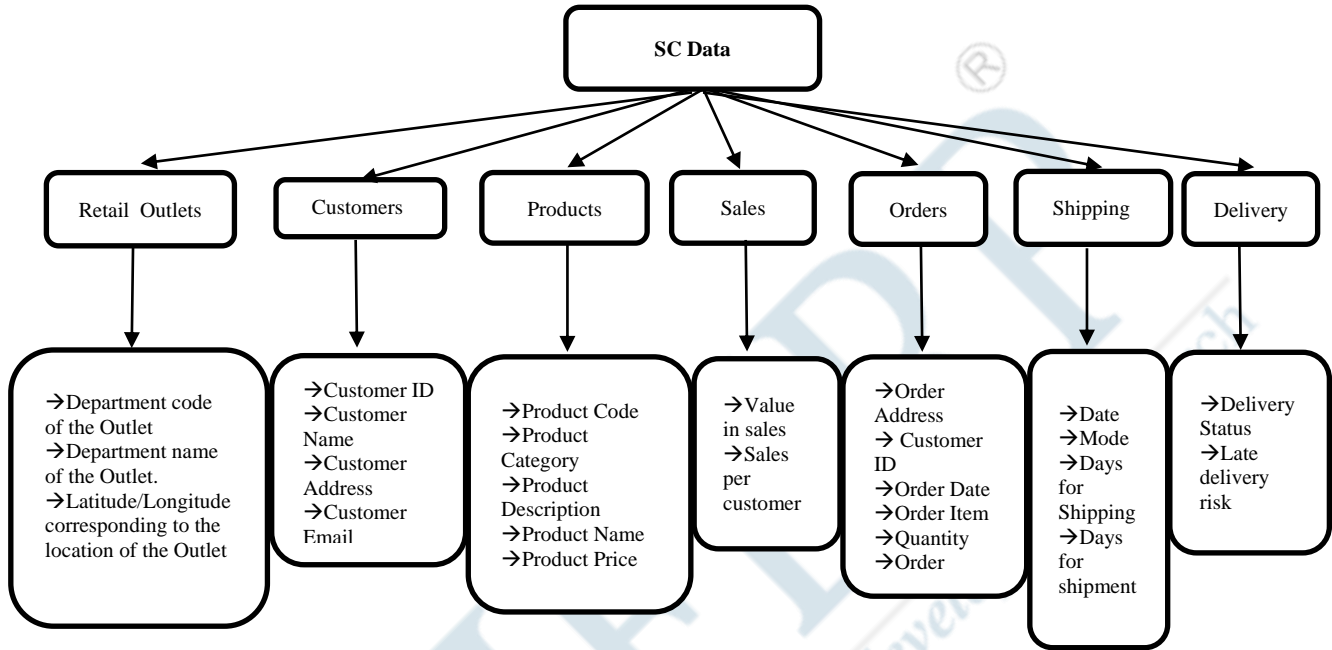 SC Data
®
Retail Outlets
Customers
Products
Sales
Orders
Shipping
Delivery
→Department code
of the Outlet
→Department name
of the Outlet.
→Latitude/Longitude
corresponding to the
location of the Outlet
→Customer ID
→Customer
Name
→Customer
Address
→Customer
Email
→Product Code
→Product
Category
→Product
Description
→Product Name
→Product Price
→Value
in sales
→Sales
per
customer
→Order
Address
→ Customer
ID
→Order Date
→Order Item
→Quantity
→Order
→Date
→Mode
→Days
for
Shipping
→Days
for
shipment
→Delivery
Status
→Late
delivery
risk